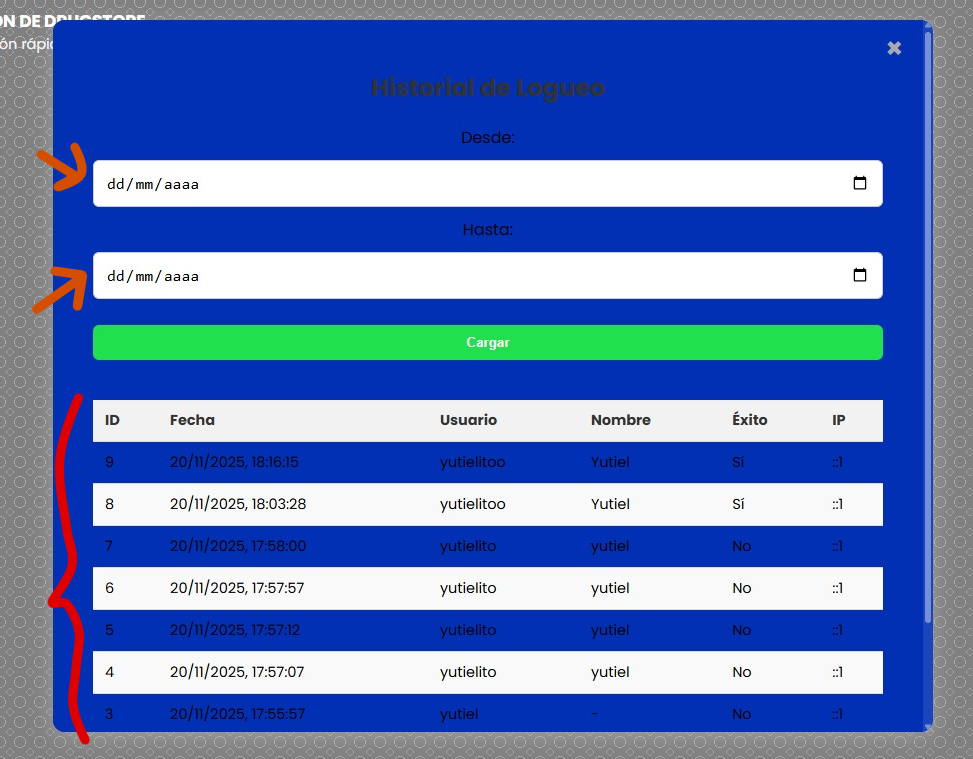 ÓN DE DRUGSTORE
ón rápi
✖
Historial de Logueo
Desde:
dd/mm/aaaa
Hasta:
dd/mm/aaaa
Cargar
ID Fecha Usuario Nombre Éxito IP
9 20/11/2025, 18:16:15 yutielitoo Yutiel Sí ::1
8 20/11/2025, 18:03:28 yutielitoo Yutiel Sí ::1
7 20/11/2025, 17:58:00 yutielito yutiel No ::1
6 20/11/2025, 17:57:57 yutielito yutiel No ::1
5 20/11/2025, 17:57:12 yutielito yutiel No ::1
4 20/11/2025, 17:57:07 yutielito yutiel No ::1
3 20/11/2025, 17:55:57 yutiel - No ::1